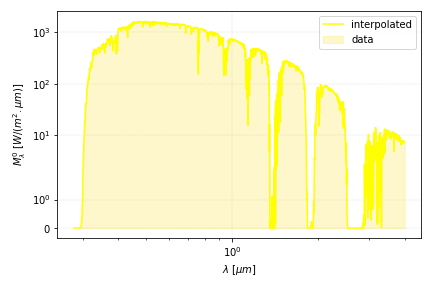 interpolated
data
10³
10²
10¹
10⁰
0
M⁰λ [W/(m².μm)]
10⁰
λ [μm]